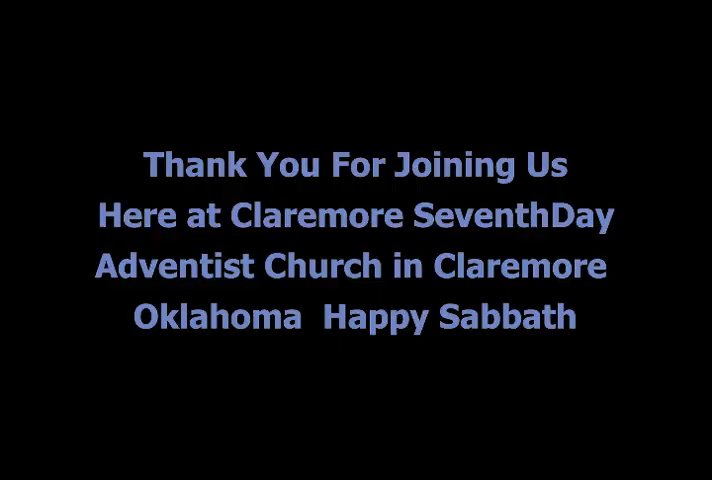 Thank You For Joining Us
Here at Claremore SeventhDay
Adventist Church in Claremore
Oklahoma  Happy Sabbath